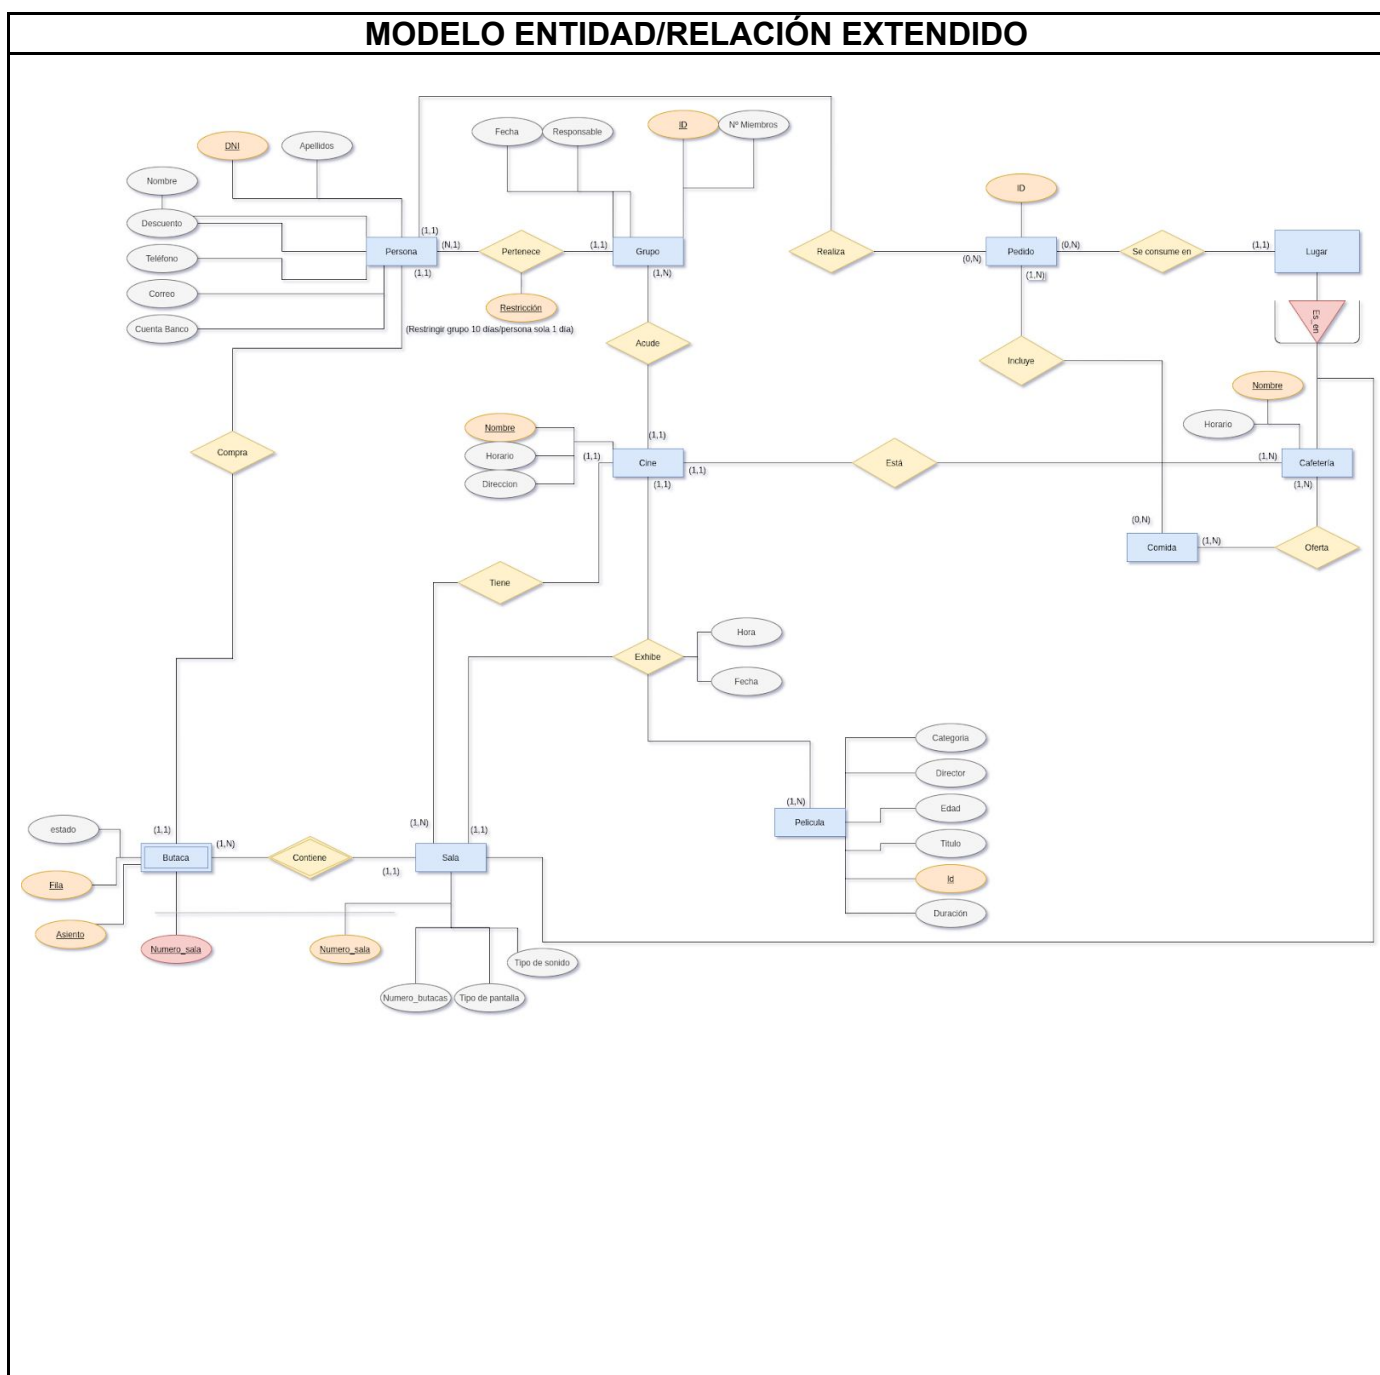 MODELO ENTIDAD/RELACIÓN EXTENDIDO
Fecha
Responsable
ID
Nº Miembros
DNI
Apellidos
Nombre
ID
Descuento
(1,1)
Persona
(N,1)
Pertenece
(1,1)
Grupo
Realiza
(0,N)
Pedido
(0,N)
Se consume en
(1,1)
Lugar
Teléfono
(1,1)
(1,N)
(1,N)
Correo
Restricción
Es_en
Cuenta Banco
(Restringir grupo 10 días/persona sola 1 día)
Acude
Incluye
Nombre
Horario
Nombre
(1,1)
Compra
Horario
(1,1)
Cine
(1,1)
Está
(1,N)
Cafetería
Direccion
(1,1)
(1,N)
(0,N)
Comida
(1,N)
Oferta
Tiene
Hora
Exhibe
Fecha
Categoria
Director
(1,N)
Edad
Pelicula
Titulo
Id
Duración
estado
(1,1)
(1,N)
(1,N)
(1,1)
Butaca
Contiene
Sala
(1,1)
Fila
Asiento
Numero_sala
Numero_sala
Tipo de sonido
Numero_butacas
Tipo de pantalla